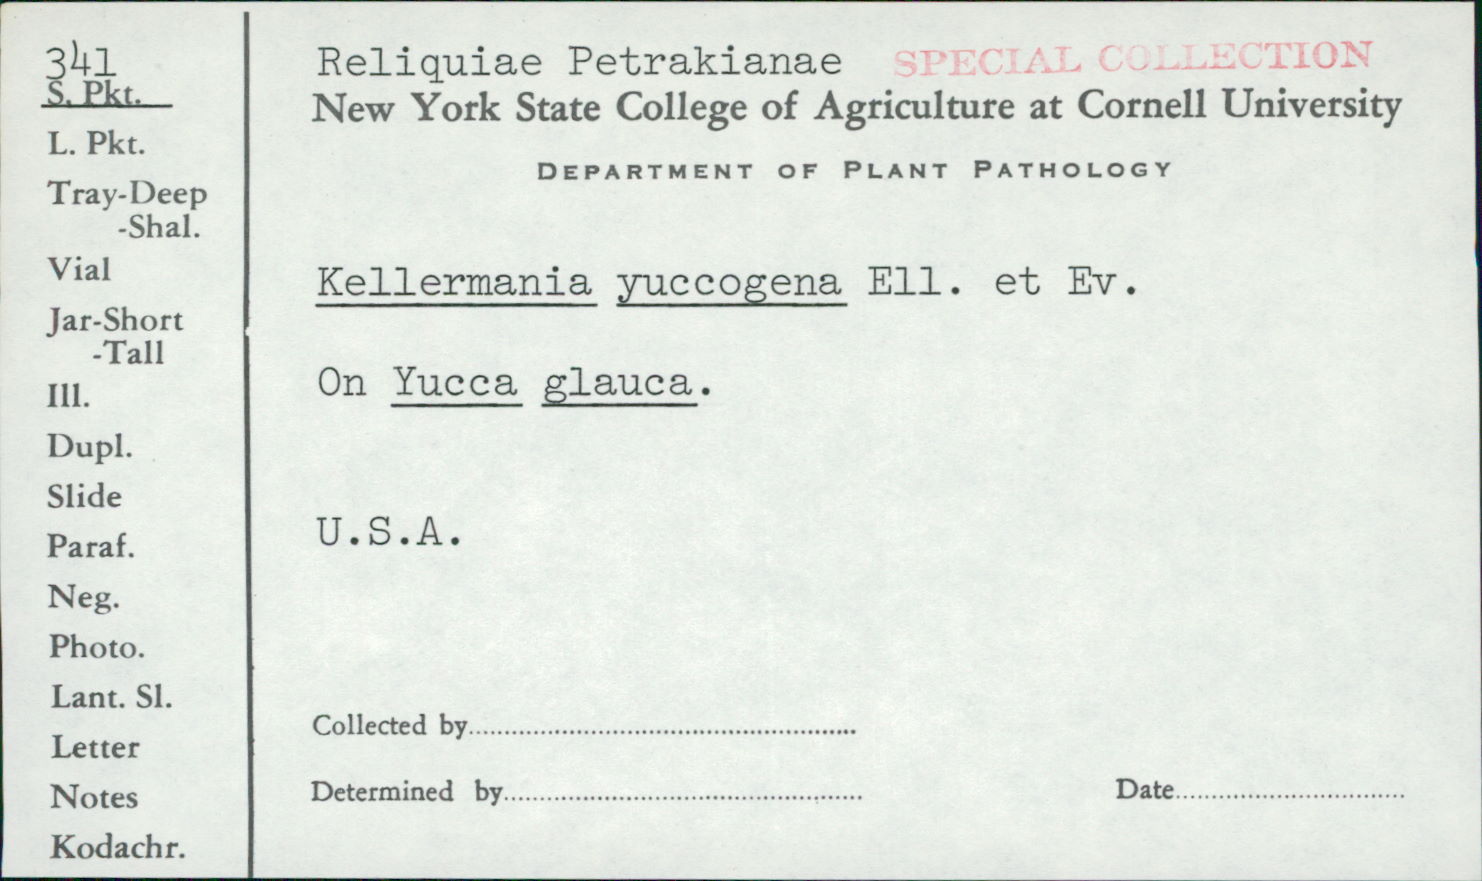 341
S. Pkt.
L. Pkt.
Tray-Deep
-Shal.
Vial
Jar-Short
-Tall
Ill.
Dupl.
Slide
Paraf.
Neg.
Photo.
Lant. Sl.
Letter
Notes
Kodachr.
Reliquiae Petrakianae SPECIAL COLLECTION
New York State College of Agriculture at Cornell University
DEPARTMENT OF PLANT PATHOLOGY
Kellermania yuccogena Ell. et Ev.
On Yucca glauca.
U.S.A.
Collected by
Determined by
Date